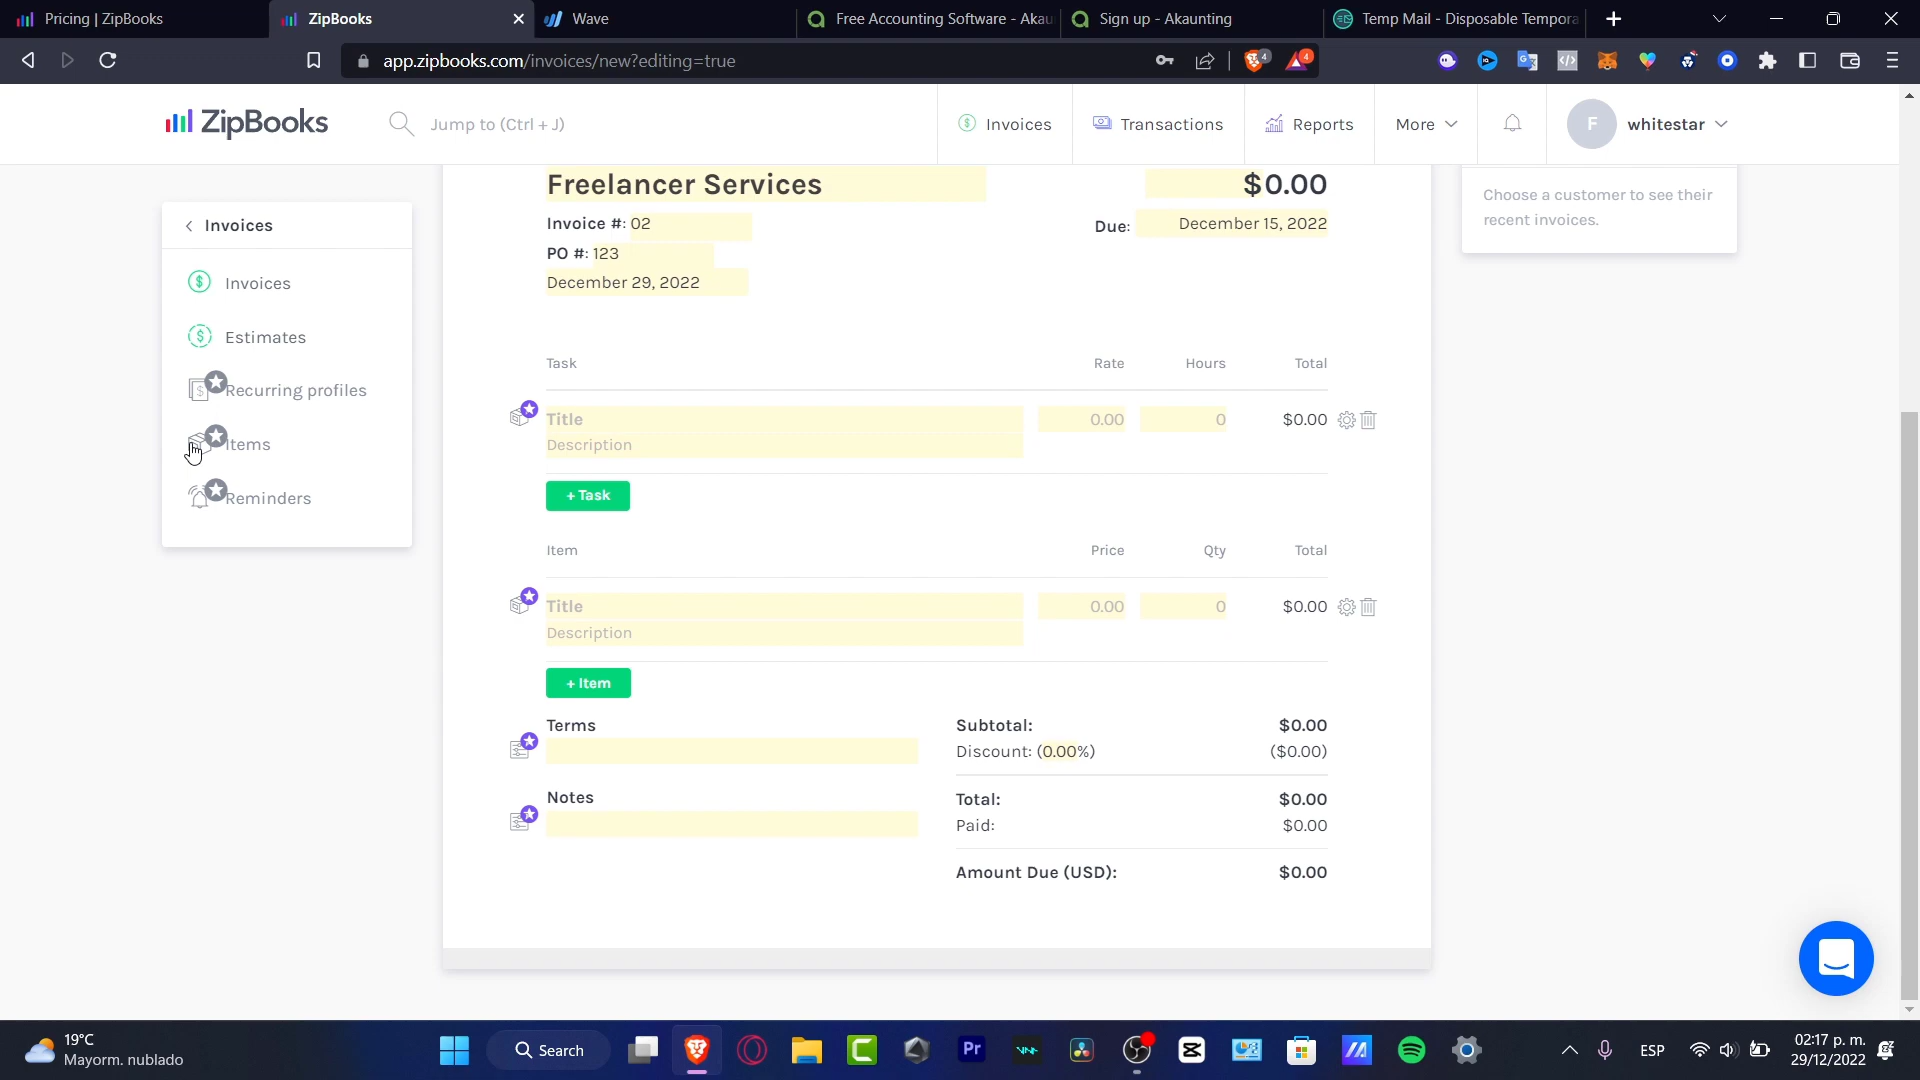 Pricing | ZipBooks
ZipBooks
Wave
Free Accounting Software - Akau
Sign up - Akaunting
Temp Mail - Disposable Tempora
app.zipbooks.com/invoices/new?editing=true
4
4
ZipBooks
Jump to (Ctrl + J)
Invoices
Transactions
Reports
More
F
whitestar
Invoices
Invoices
Estimates
Recurring profiles
Items
Reminders
Freelancer Services
$0.00
Invoice #: 02
Due: December 15, 2022
PO #: 123
December 29, 2022
Choose a customer to see their
recent invoices.
Task Rate Hours Total
Title 0.00 0 $0.00
Description
+ Task
Item Price Qty Total
Title 0.00 0 $0.00
Description
+ Item
Terms
Subtotal: $0.00
Discount: (0.00%) ($0.00)
Notes
Total: $0.00
Paid: $0.00
Amount Due (USD): $0.00
19°C
Mayorm. nublado
Search
Pr
ESP
02:17 p. m.
29/12/2022